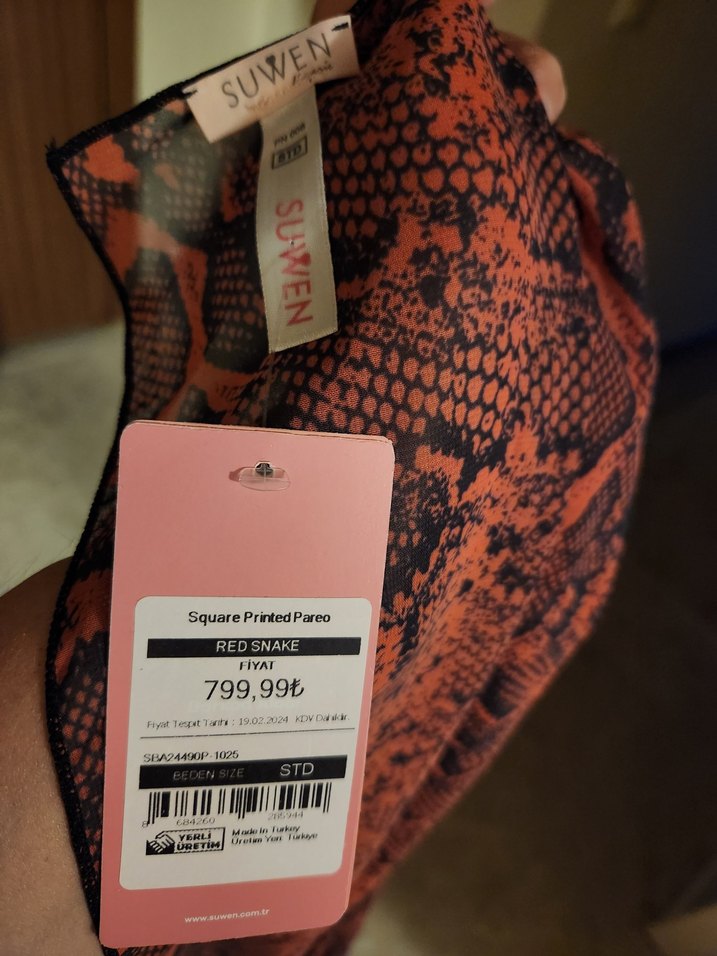 SUWEN
STD
SUWEN
Square Printed Pareo
RED SNAKE
FİYAT
799,99₺
Fiyat Tespit Tarihi : 19.02.2024 KDV Dahildir.
SBA24490P-1025
BEDEN SIZE STD
8 684260 285944
YERLİ
ÜRETİM
Made In Turkey
Üretim Yeri: Türkiye
www.suwen.com.tr